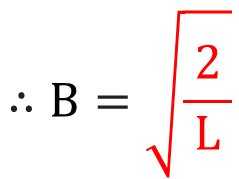 ∴ B = √(2/L)